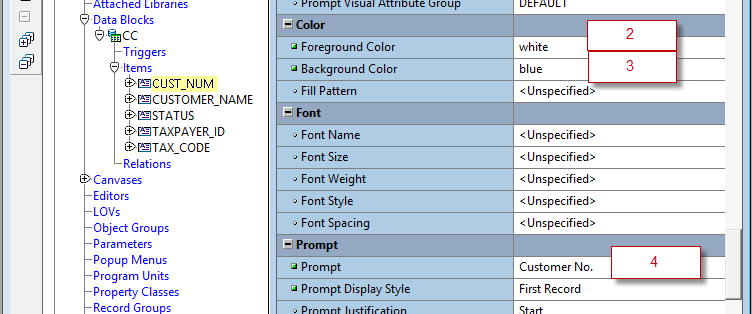 Attached Libraries
Data Blocks
CC
Triggers
Items
CUST_NUM
CUSTOMER_NAME
STATUS
TAXPAYER_ID
TAX_CODE
Relations
Canvases
Editors
LOVs
Object Groups
Parameters
Popup Menus
Program Units
Property Classes
Record Groups
Prompt Visual Attribute Group DEFAULT
Color
Foreground Color white 2
Background Color blue 3
Fill Pattern <Unspecified>
Font
Font Name <Unspecified>
Font Size <Unspecified>
Font Weight <Unspecified>
Font Style <Unspecified>
Font Spacing <Unspecified>
Prompt
Prompt Customer No. 4
Prompt Display Style First Record
Prompt Justification Start